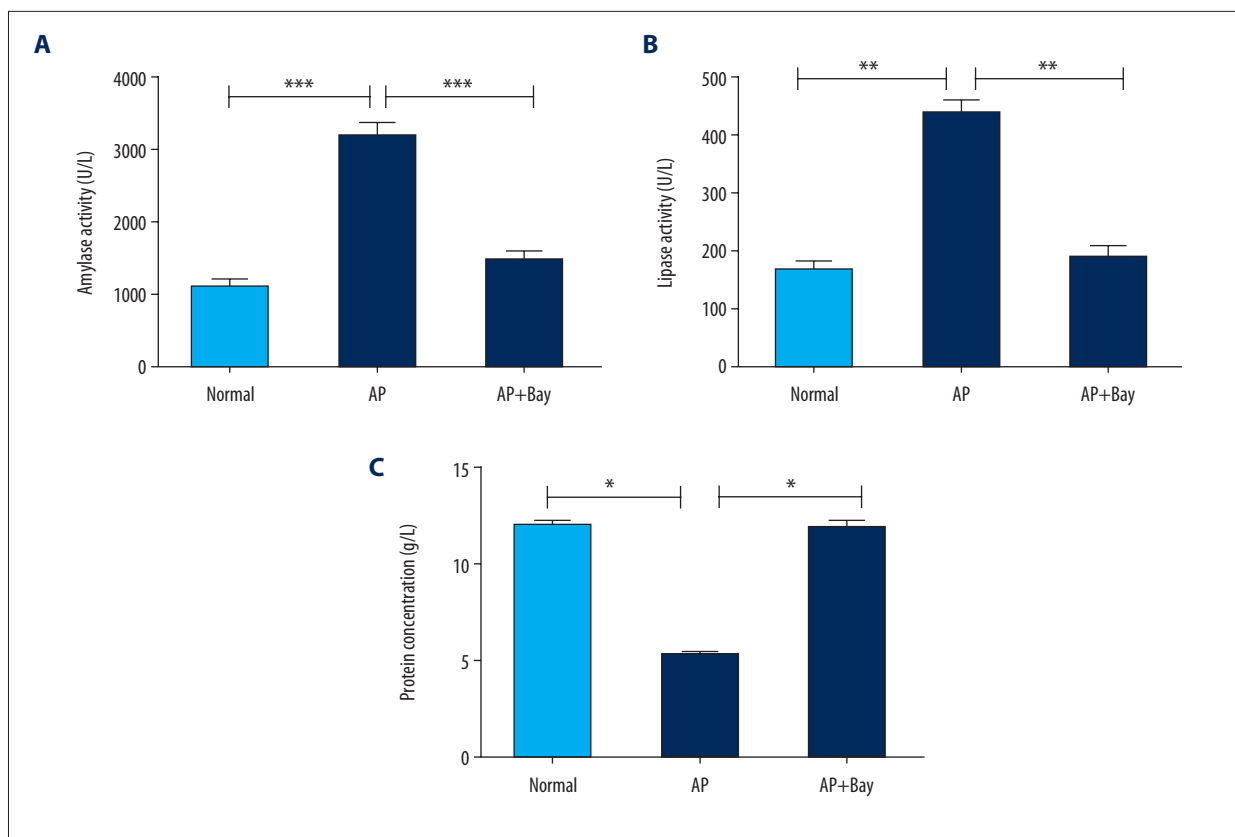 A
Amylase activity (U/L)
4000
3000
2000
1000
0
***
***
Normal
AP
AP+Bay
B
Lipase activity (U/L)
500
400
300
200
100
0
**
**
Normal
AP
AP+Bay
C
Protein concentration (g/L)
15
10
5
0
*
*
Normal
AP
AP+Bay